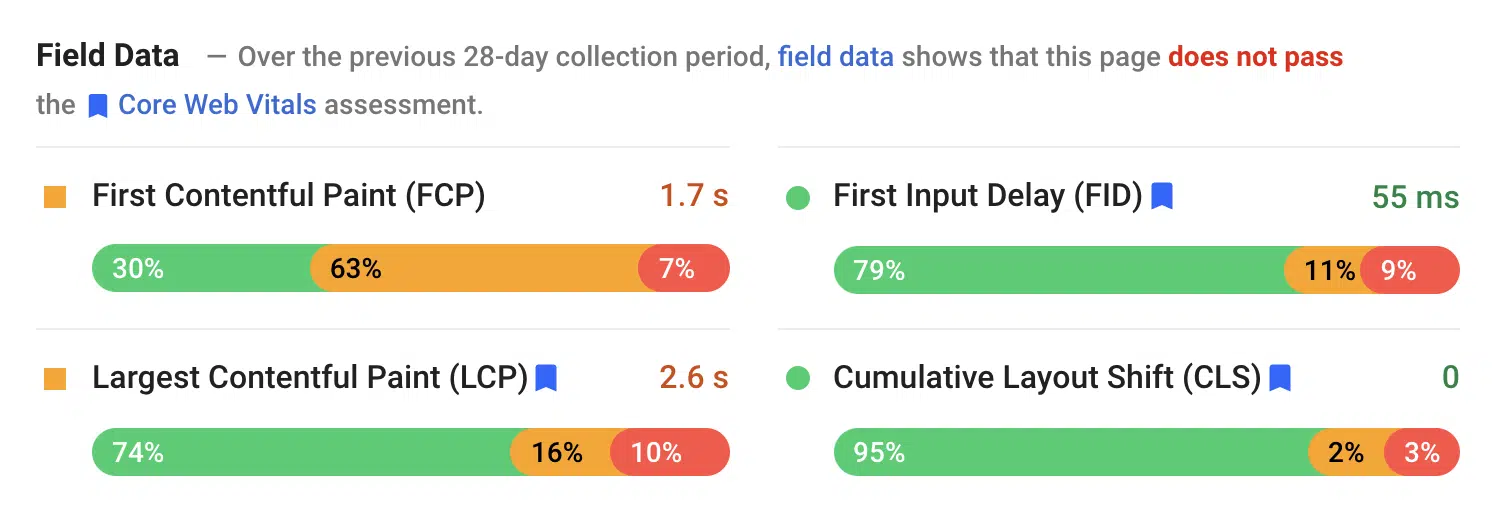 Field Data — Over the previous 28-day collection period, field data shows that this page does not pass
the Core Web Vitals assessment.
First Contentful Paint (FCP) 1.7 s
30% 63% 7%
First Input Delay (FID) 55 ms
79% 11% 9%
Largest Contentful Paint (LCP) 2.6 s
74% 16% 10%
Cumulative Layout Shift (CLS) 0
95% 2% 3%